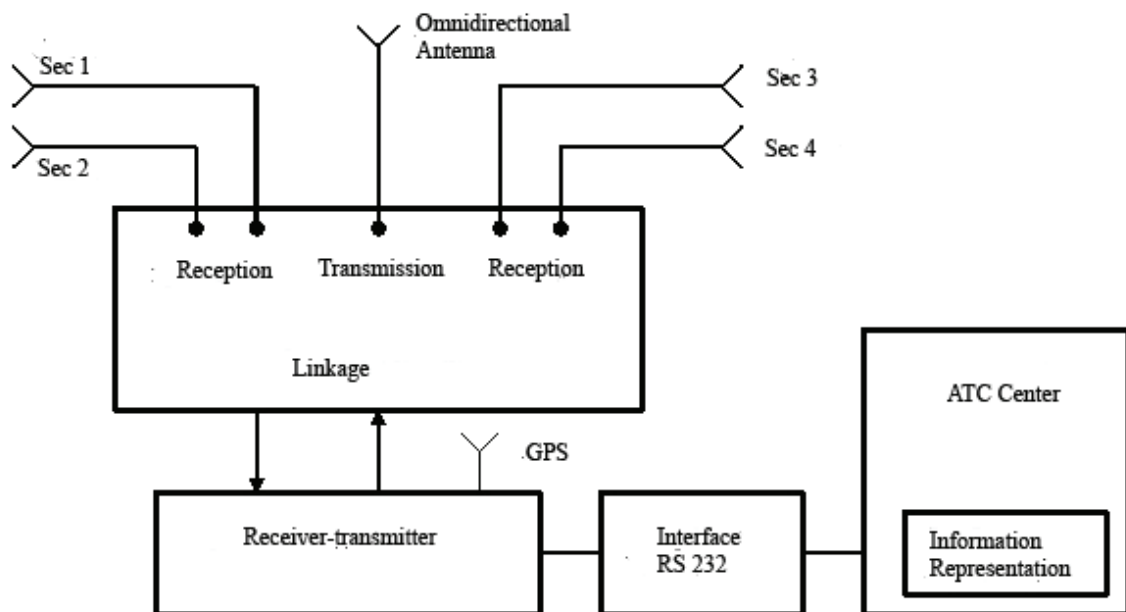 Omnidirectional
Antenna
Sec 1
Sec 3
Sec 2
Sec 4
Reception
Transmission
Reception
Linkage
ATC Center
GPS
Receiver-transmitter
Interface
RS 232
Information
Representation